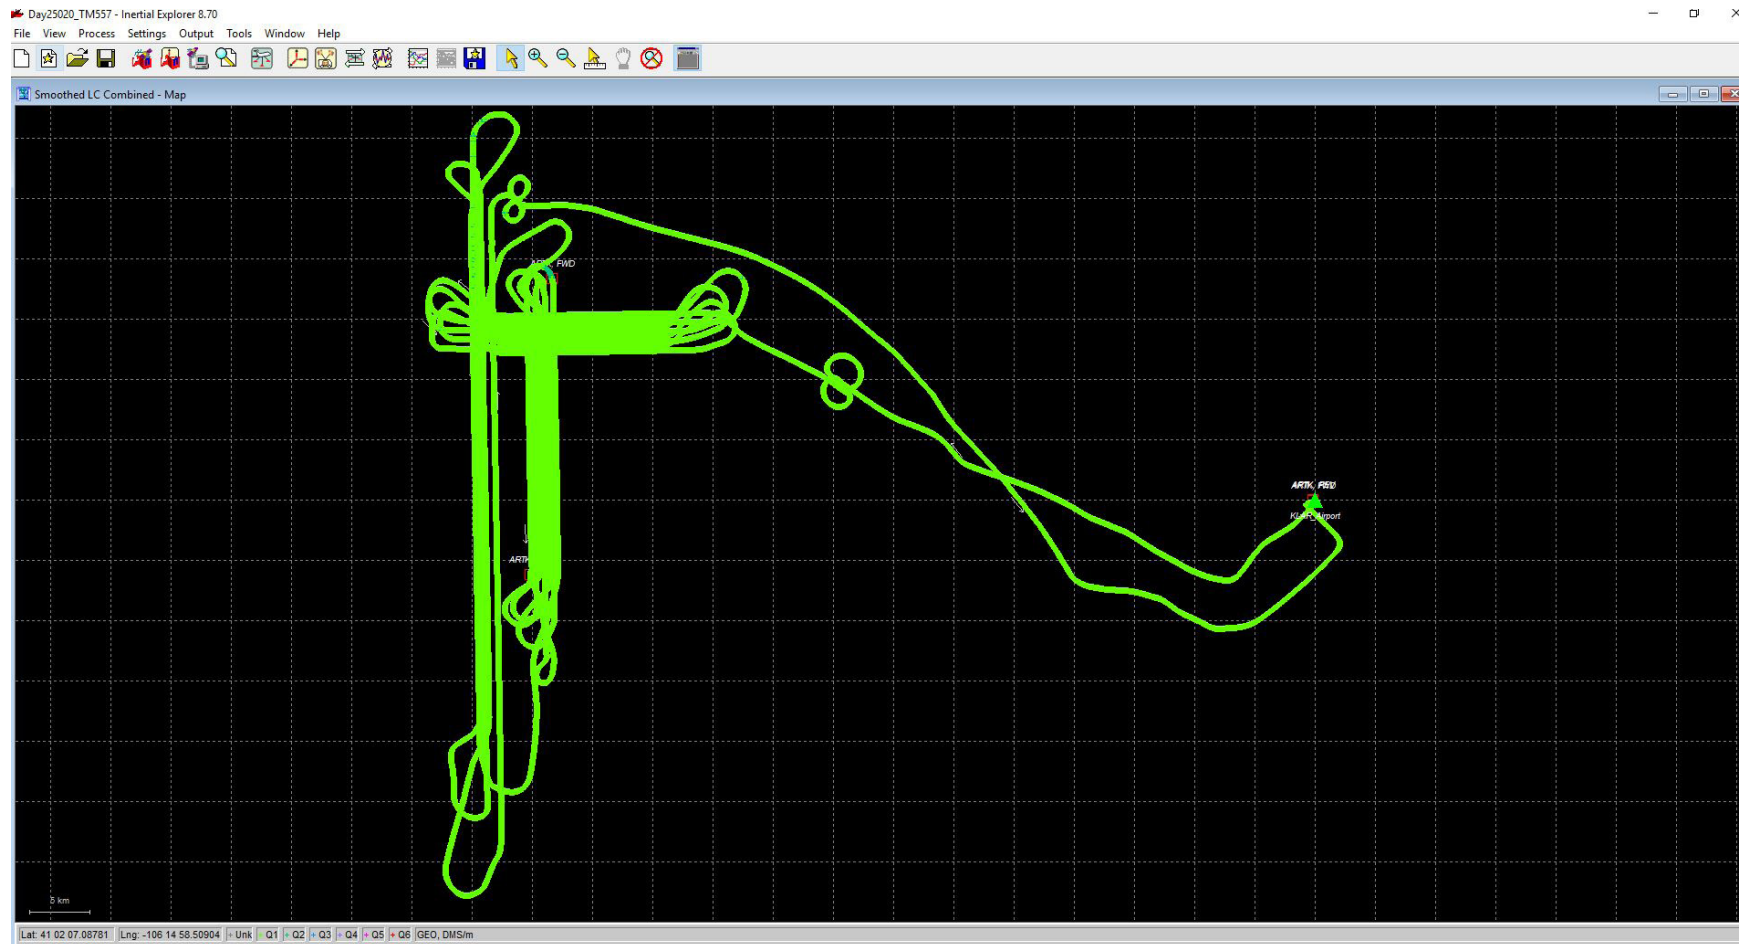 Day25020_TM557 - Inertial Explorer 8.70
File View Process Settings Output Tools Window Help
Smoothed LC Combined - Map
FWD
ARTK
KLAR_Airport
5 km
Lat: 41 02 07.08781 Lng: -106 14 58.50904 Unk Q1 Q2 Q3 Q4 Q5 Q6 GEO, DMS/m